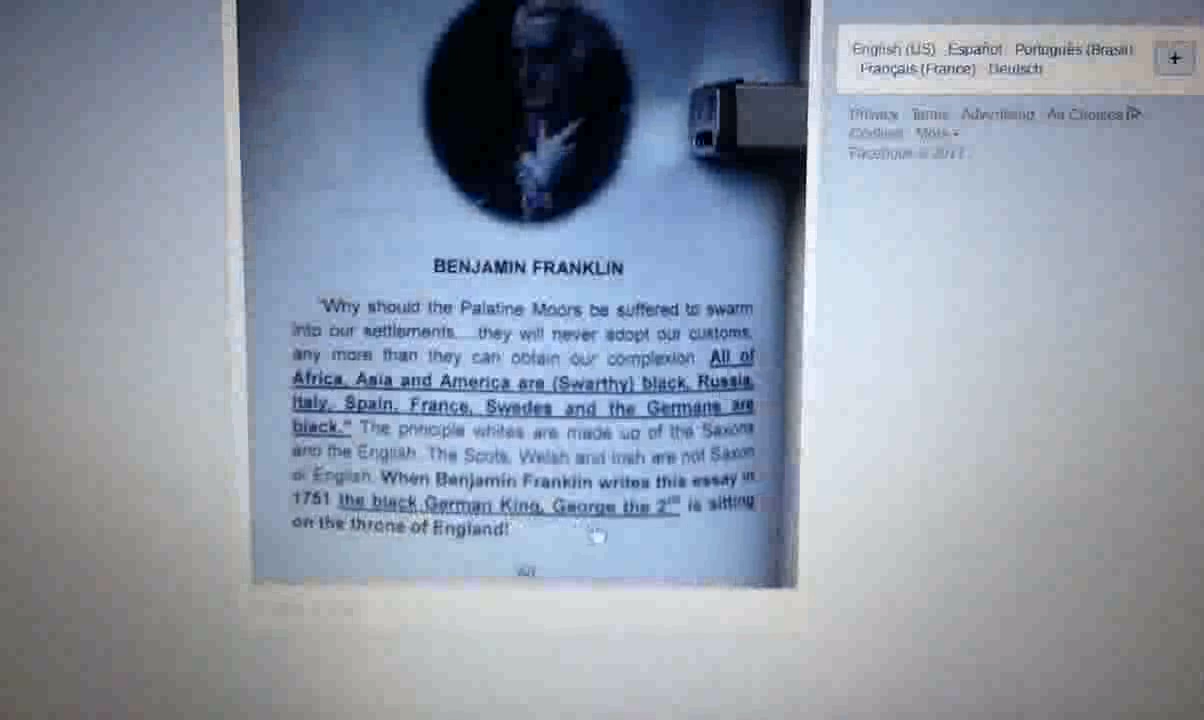 English (US) Español Português (Brasil)
Français (France) Deutsch
+
Privacy Terms Advertising Ad Choices
Cookies More
Facebook © 2017
BENJAMIN FRANKLIN
"Why should the Palatine Moors be suffered to swarm
into our settlements... they will never adopt our customs,
any more than they can obtain our complexion. All of
Africa, Asia and America are (Swarthy) black, Russia,
Italy, Spain, France, Swedes and the Germans are
black." The principle whites are made up of the Saxons
and the English. The Scots, Welsh and Irish are not Saxon
or English. When Benjamin Franklin writes this essay in
1751 the black German King, George the 2nd is sitting
on the throne of England!